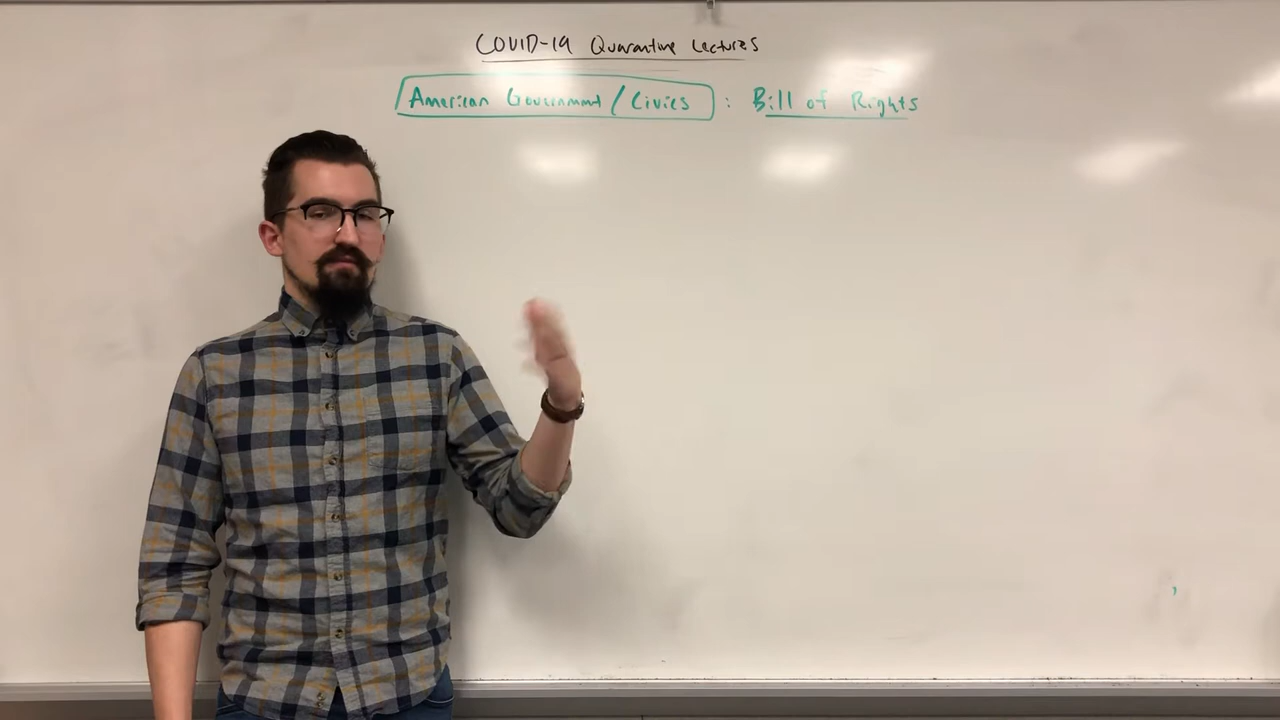 COVID-19 Quarantine Lectures
American Government / Civics : Bill of Rights